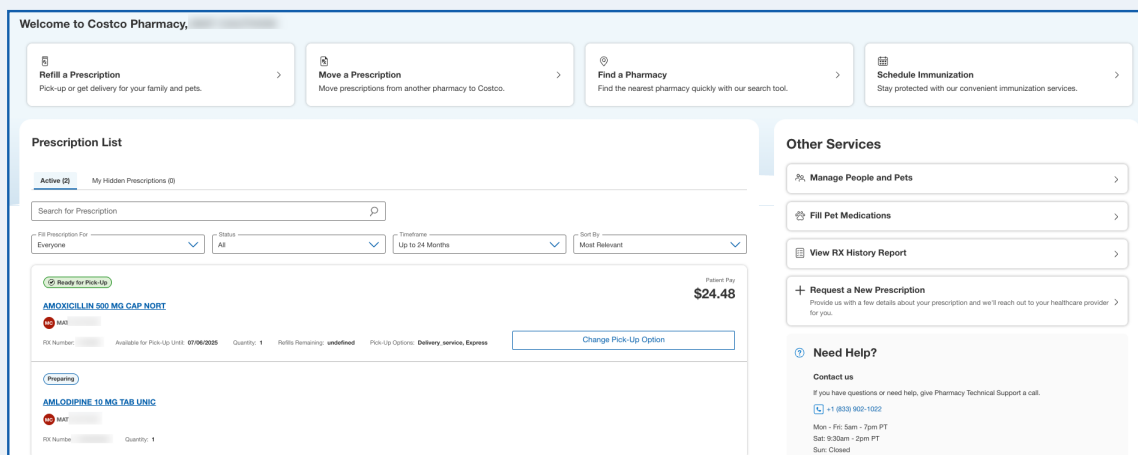 Welcome to Costco Pharmacy,
Refill a Prescription
Pick-up or get delivery for your family and pets.
Move a Prescription
Move prescriptions from another pharmacy to Costco.
Find a Pharmacy
Find the nearest pharmacy quickly with our search tool.
Schedule Immunization
Stay protected with our convenient immunization services.
Prescription List
Active (2) My Hidden Prescriptions (0)
Search for Prescription
Fill Prescription For
Everyone
Status
All
Timeframe
Up to 24 Months
Sort By
Most Relevant
Ready for Pick-Up
Patient Pay
$24.48
AMOXICILLIN 500 MG CAP NORT
MC MAT
RX Number: Available for Pick-Up Until: 07/06/2025 Quantity: 1 Refills Remaining: undefined Pick-Up Options: Delivery_service, Express
Change Pick-Up Option
Preparing
AMLODIPINE 10 MG TAB UNIC
MC MAT
RX Numbe Quantity: 1
Other Services
Manage People and Pets
Fill Pet Medications
View RX History Report
Request a New Prescription
Provide us with a few details about your prescription and we'll reach out to your healthcare provider
for you.
Need Help?
Contact us
If you have questions or need help, give Pharmacy Technical Support a call.
+1 (833) 902-1022
Mon - Fri: 5am - 7pm PT
Sat: 9:30am - 2pm PT
Sun: Closed